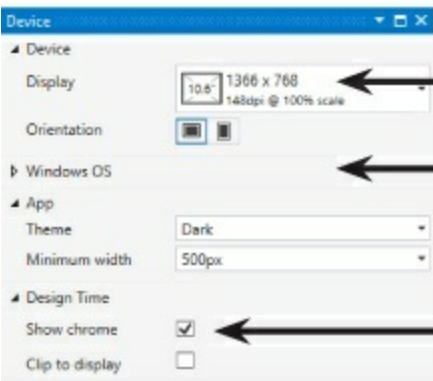 Device
Device
Display
10.6"
1366 x 768
148dpi @ 100% scale
Orientation
Windows OS
App
Theme
Dark
Minimum width
500px
Design Time
Show chrome
Clip to display